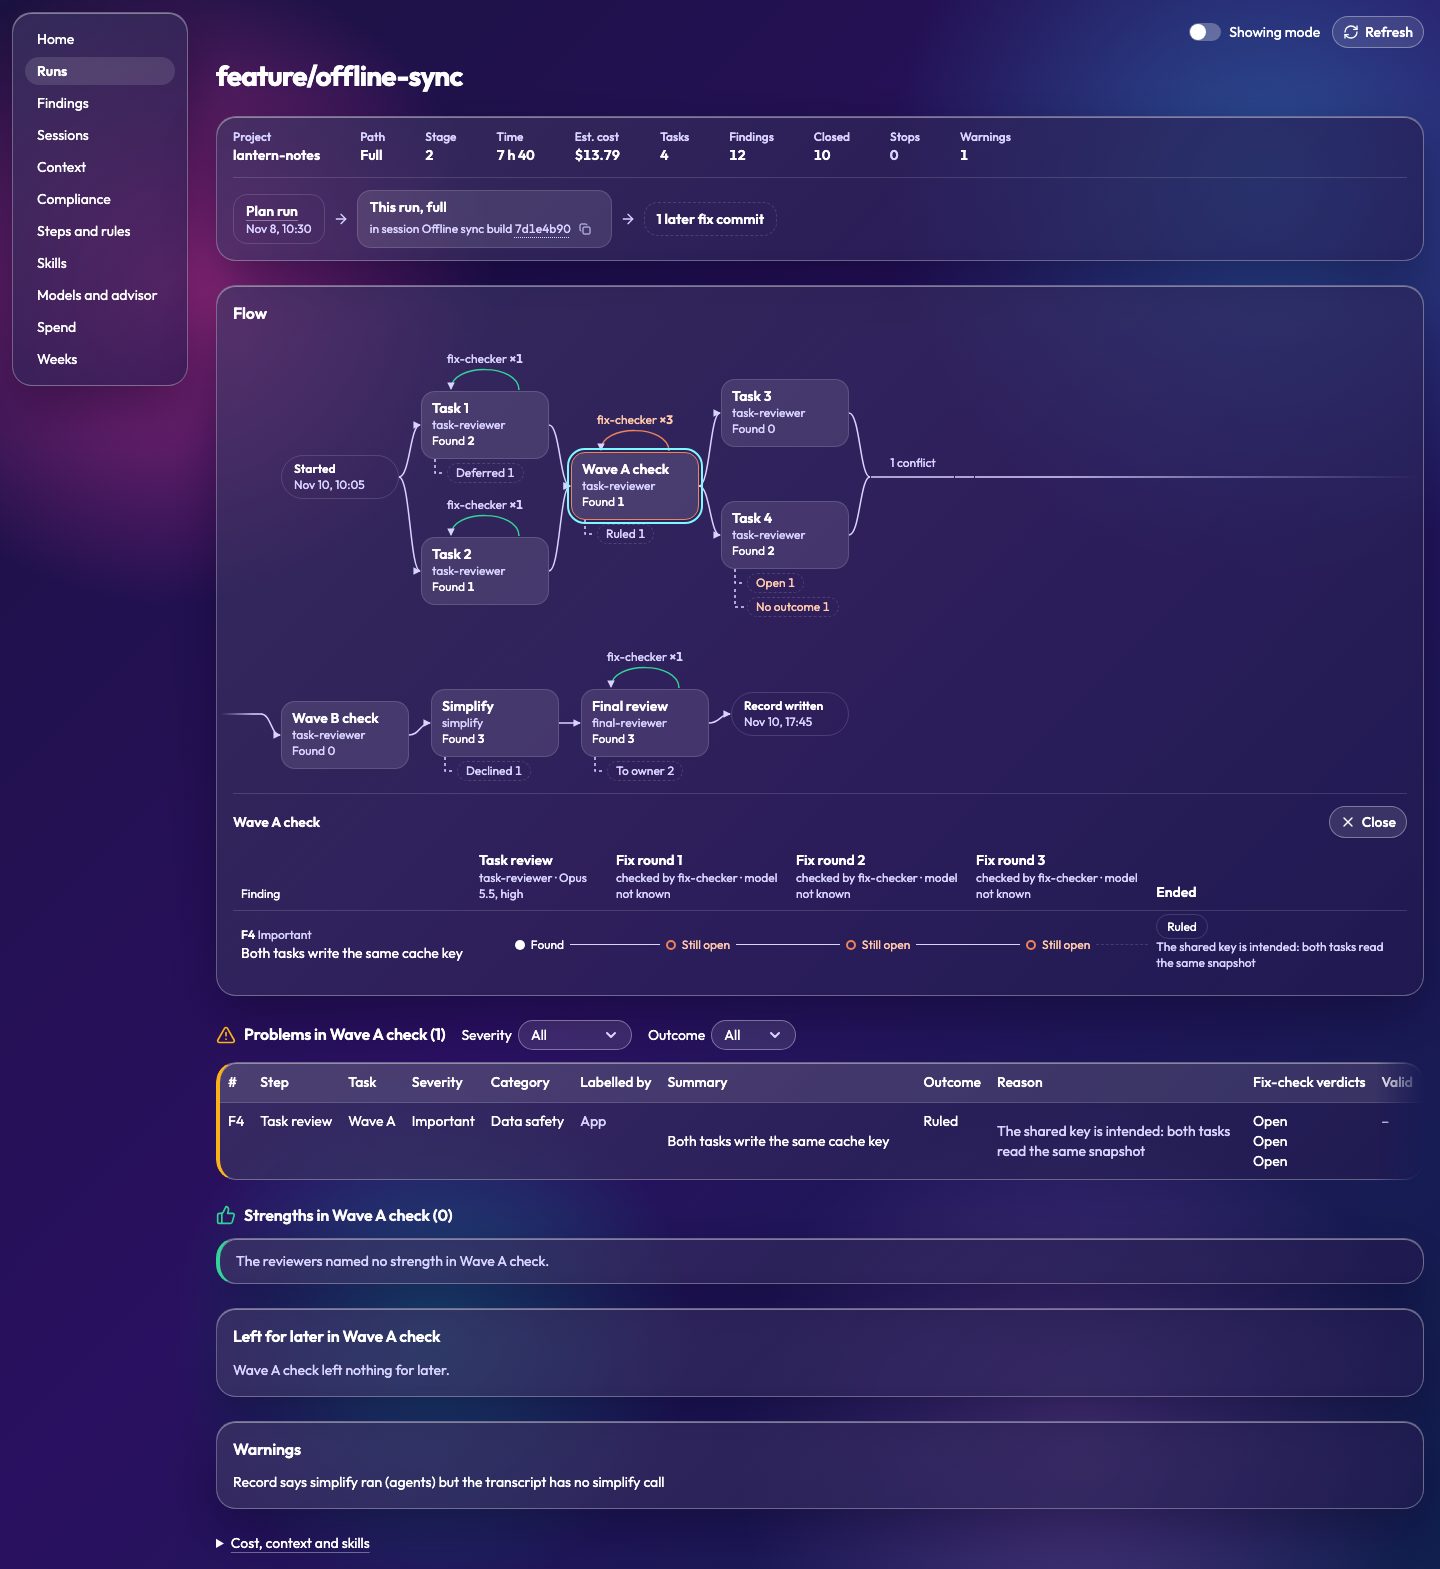 Home
Runs
Findings
Sessions
Context
Compliance
Steps and rules
Skills
Models and advisor
Spend
Weeks
Showing mode
Refresh
feature/offline-sync
Project Path Stage Time Est. cost Tasks Findings Closed Stops Warnings
lantern-notes Full 2 7 h 40 $13.79 4 12 10 0 1
Plan run
Nov 8, 10:30
This run, full
in session Offline sync build 7d1e4b90
1 later fix commit
Flow
Started
Nov 10, 10:05
fix-checker ×1
Task 1
task-reviewer
Found 2
Deferred 1
fix-checker ×1
Task 2
task-reviewer
Found 1
fix-checker ×3
Wave A check
task-reviewer
Found 1
Ruled 1
Task 3
task-reviewer
Found 0
Task 4
task-reviewer
Found 2
Open 1
No outcome 1
1 conflict
Wave B check
task-reviewer
Found 0
Simplify
simplify
Found 3
Declined 1
fix-checker ×1
Final review
final-reviewer
Found 3
To owner 2
Record written
Nov 10, 17:45
Wave A check
Close
Finding
Task review
task-reviewer · Opus
5.5, high
Fix round 1
checked by fix-checker · model
not known
Fix round 2
checked by fix-checker · model
not known
Fix round 3
checked by fix-checker · model
not known
Ended
F4 Important
Both tasks write the same cache key
Found
Still open
Still open
Still open
Ruled
The shared key is intended: both tasks read
the same snapshot
Problems in Wave A check (1)
Severity All
Outcome All
# Step Task Severity Category Labelled by Summary Outcome Reason Fix-check verdicts Valid
F4 Task review Wave A Important Data safety App
Both tasks write the same cache key
Ruled
The shared key is intended: both tasks
read the same snapshot
Open
Open
Open
–
Strengths in Wave A check (0)
The reviewers named no strength in Wave A check.
Left for later in Wave A check
Wave A check left nothing for later.
Warnings
Record says simplify ran (agents) but the transcript has no simplify call
Cost, context and skills